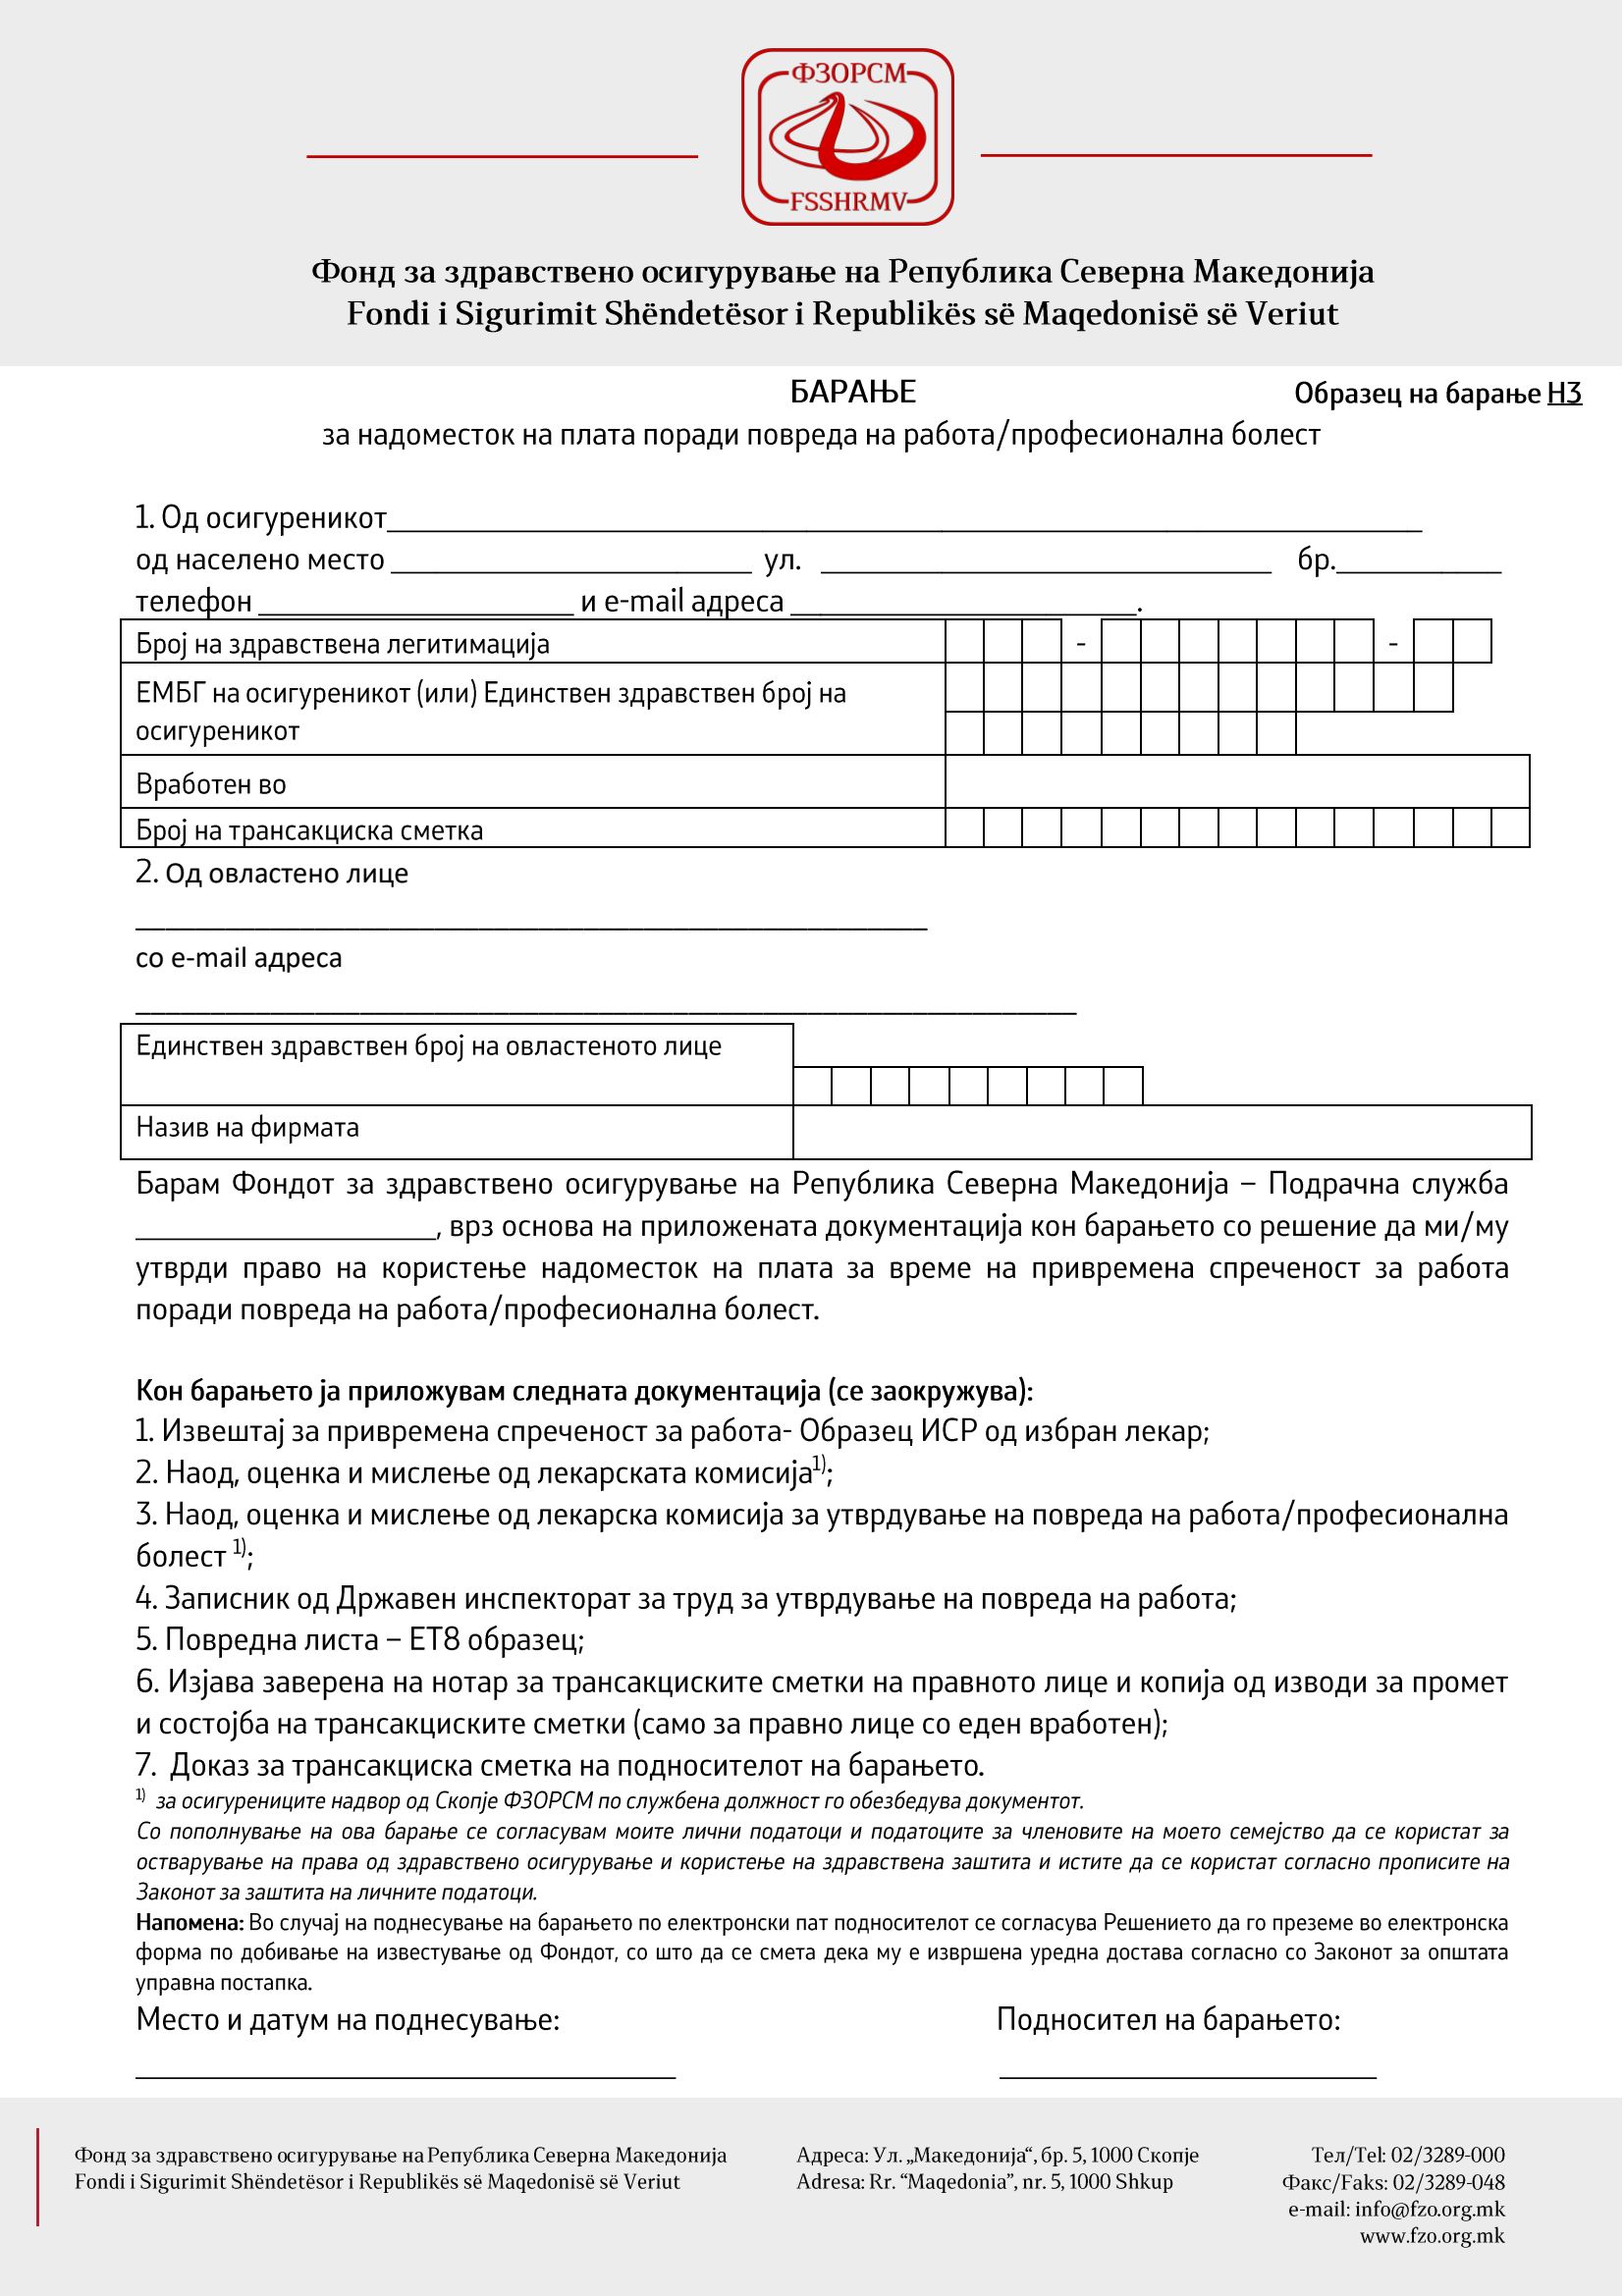 ФЗОРСМ
FSSHRMV
Фонд за здравствено осигурување на Република Северна Македонија
Fondi i Sigurimit Shëndetësor i Republikës së Maqedonisë së Veriut
БАРАЊЕ
Образец на барање Н3
за надоместок на плата поради повреда на работа/професионална болест
1. Од осигуреникот______________________________
од населено место ____________ ул. ______________ бр.______
телефон __________ и e-mail адреса ___________.
Број на здравствена легитимација - -
ЕМБГ на осигуреникот (или) Единствен здравствен број на
осигуреникот
Вработен во
Број на трансакциска сметка
2. Од овластено лице
______________________________
со e-mail адреса
______________________________
Единствен здравствен број на овластеното лице
Назив на фирмата
Барам Фондот за здравствено осигурување на Република Северна Македонија – Подрачна служба
____________________, врз основа на приложената документација кон барањето со решение да ми/му
утврди право на користење надоместок на плата за време на привремена спреченост за работа
поради повреда на работа/професионална болест.
Кон барањето ја приложувам следната документација (се заокружува):
1. Извештај за привремена спреченост за работа- Образец ИСР од избран лекар;
2. Наод, оценка и мислење од лекарската комисија1);
3. Наод, оценка и мислење од лекарска комисија за утврдување на повреда на работа/професионална
болест 1);
4. Записник од Државен инспекторат за труд за утврдување на повреда на работа;
5. Повредна листа – ЕТ8 образец;
6. Изјава заверена на нотар за трансакциските сметки на правното лице и копија од изводи за промет
и состојба на трансакциските сметки (само за правно лице со еден вработен);
7. Доказ за трансакциска сметка на подносителот на барањето.
1) за осигурениците надвор од Скопје ФЗОРСМ по службена должност го обезбедува документот.
Со пополнување на ова барање се согласувам моите лични податоци и податоците за членовите на моето семејство да се користат за
остварување на права од здравствено осигурување и користење на здравствена заштита и истите да се користат согласно прописите на
Законот за заштита на личните податоци.
Напомена: Во случај на поднесување на барањето по електронски пат подносителот се согласува Решението да го преземе во електронска
форма по добивање на известување од Фондот, со што да се смета дека му е извршена уредна достава согласно со Законот за општата
управна постапка.
Место и датум на поднесување: Подносител на барањето:
____________________ ____________________
Фонд за здравствено осигурување на Република Северна Македонија
Fondi i Sigurimit Shëndetësor i Republikës së Maqedonisë së Veriut
Адреса: Ул. „Македонија“, бр. 5, 1000 Скопје
Adresa: Rr. “Maqedonia”, nr. 5, 1000 Shkup
Тел/Tel: 02/3289-000
Факс/Faks: 02/3289-048
e-mail: info@fzo.org.mk
www.fzo.org.mk